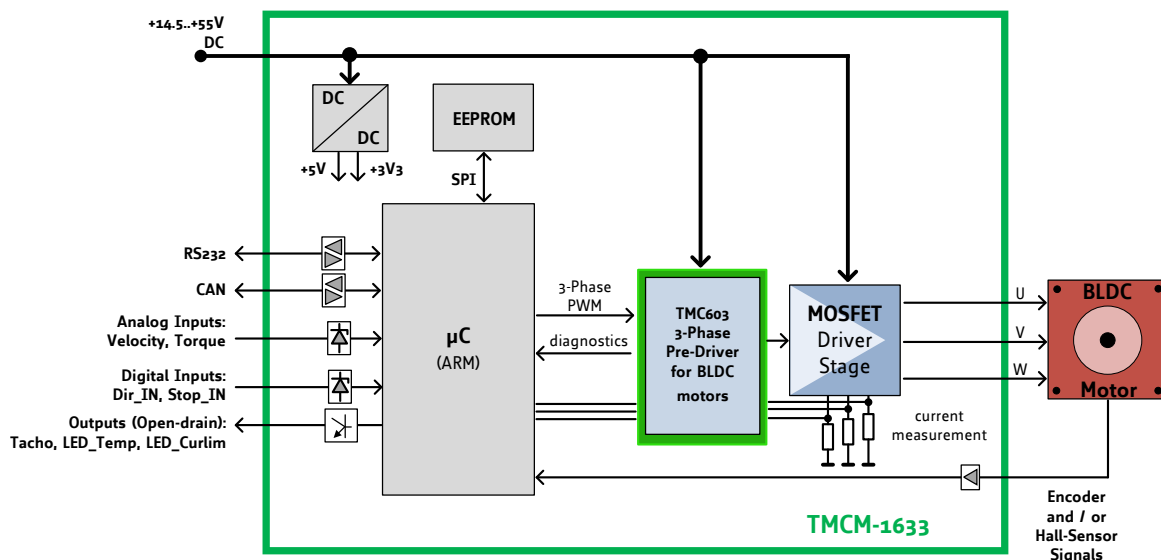 +14.5..+55V
DC
DC
DC
+5V
+3V3
EEPROM
SPI
RS232
CAN
Analog Inputs:
Velocity, Torque
Digital Inputs:
Dir_IN, Stop_IN
Outputs (Open-drain):
Tacho, LED_Temp, LED_Curlim
µC
(ARM)
3-Phase
PWM
diagnostics
TMC603
3-Phase
Pre-Driver
for BLDC
motors
MOSFET
Driver
Stage
current
measurement
U
V
W
BLDC
Motor
Encoder
and / or
Hall-Sensor
Signals
TMCM-1633